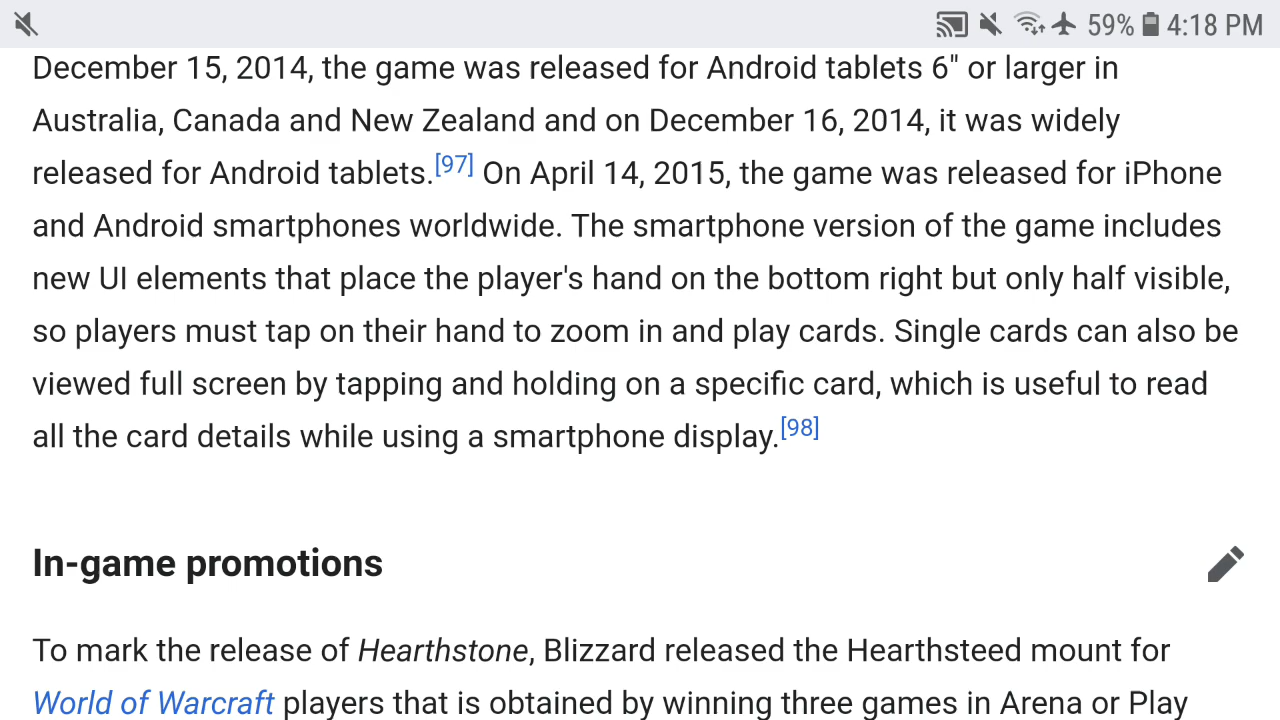 59% 4:18 PM
December 15, 2014, the game was released for Android tablets 6" or larger in
Australia, Canada and New Zealand and on December 16, 2014, it was widely
released for Android tablets.[97] On April 14, 2015, the game was released for iPhone
and Android smartphones worldwide. The smartphone version of the game includes
new UI elements that place the player's hand on the bottom right but only half visible,
so players must tap on their hand to zoom in and play cards. Single cards can also be
viewed full screen by tapping and holding on a specific card, which is useful to read
all the card details while using a smartphone display.[98]
In-game promotions
To mark the release of Hearthstone, Blizzard released the Hearthsteed mount for
World of Warcraft players that is obtained by winning three games in Arena or Play